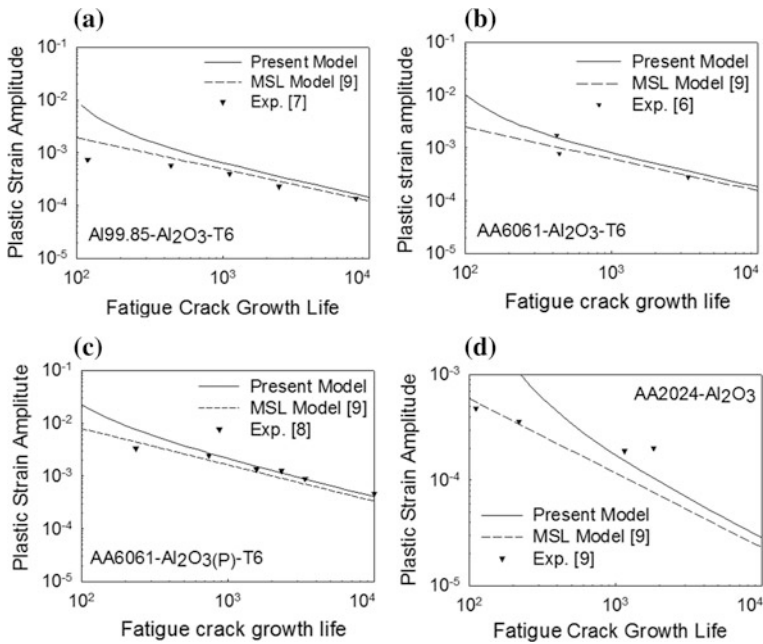 (a)
Plastic Strain Amplitude
10⁻¹
10⁻²
10⁻³
10⁻⁴
10⁻⁵
Present Model
MSL Model [9]
Exp. [7]
Al99.85-Al₂O₃-T6
10² 10³ 10⁴
Fatigue Crack Growth Life
(b)
Plastic strain amplitude
10⁻¹
10⁻²
10⁻³
10⁻⁴
10⁻⁵
Present Model
MSL Model [9]
Exp. [6]
AA6061-Al₂O₃-T6
10² 10³ 10⁴
Fatigue crack growth life
(c)
Plastic Strain Amplitute
10⁻¹
10⁻²
10⁻³
10⁻⁴
10⁻⁵
Present Model
MSL Model [9]
Exp. [8]
AA6061-Al₂O₃(P)-T6
10² 10³ 10⁴
Fatigue crack growth life
(d)
Plastic Strain Amplitude
10⁻³
10⁻⁴
10⁻⁵
AA2024-Al₂O₃
Present Model
MSL Model [9]
Exp. [9]
10² 10³ 10⁴
Fatigue Crack Growth Life